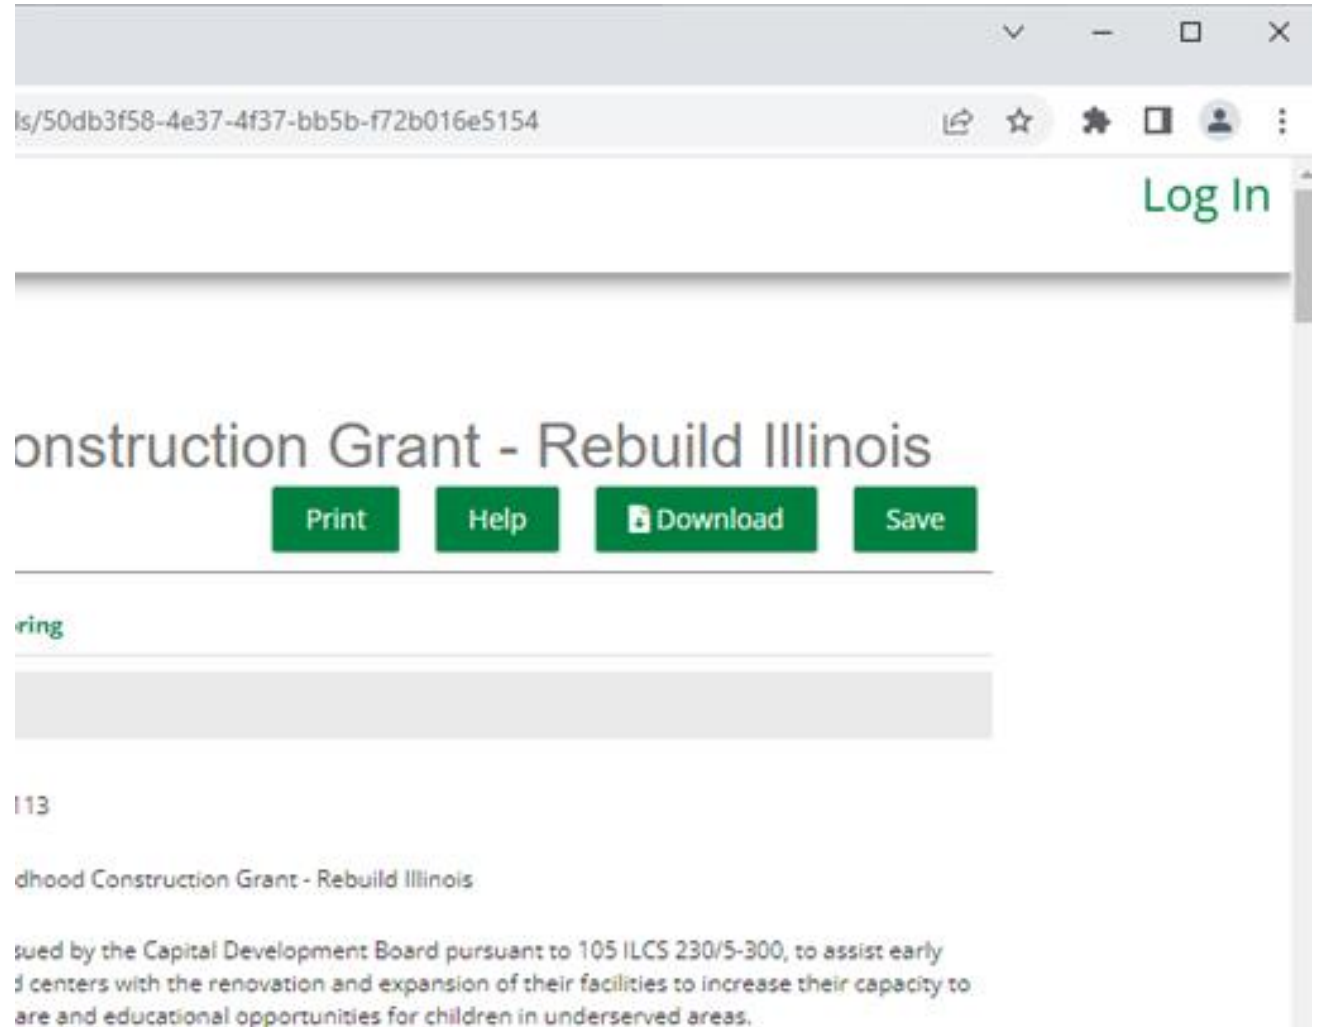 ls/50db3f58-4e37-4f37-bb5b-f72b016e5154
Log In
onstruction Grant - Rebuild Illinois
Print Help Download Save
ring
113
dhood Construction Grant - Rebuild Illinois
sued by the Capital Development Board pursuant to 105 ILCS 230/5-300, to assist early
d centers with the renovation and expansion of their facilities to increase their capacity to
are and educational opportunities for children in underserved areas.